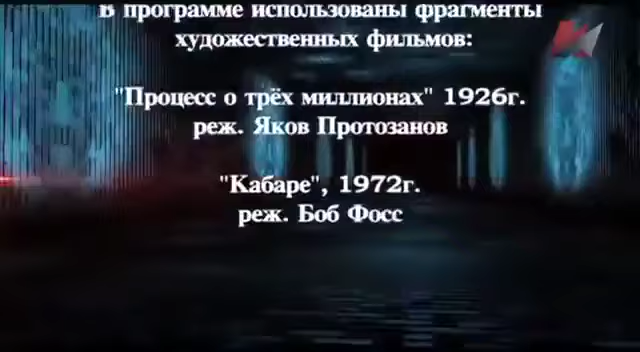 В программе использованы фрагменты
художественных фильмов:
"Процесс о трёх миллионах" 1926г.
реж. Яков Протозанов
"Кабаре", 1972г.
реж. Боб Фосс